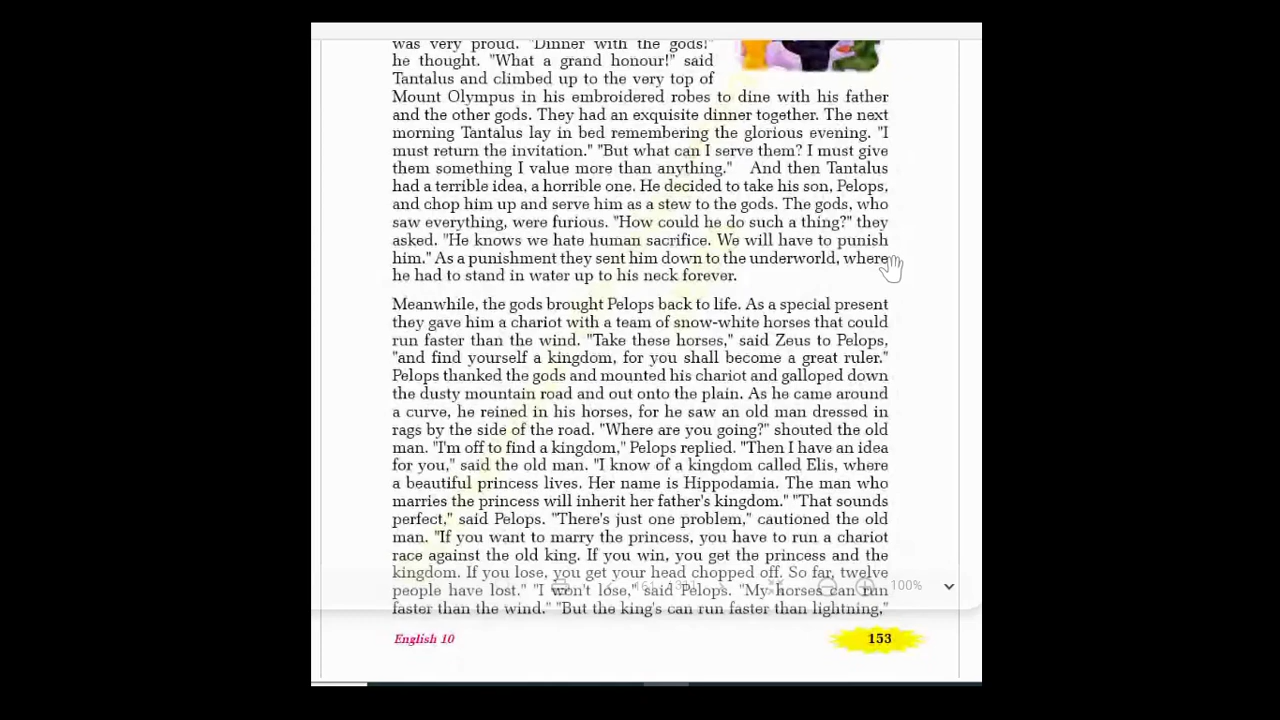 was very proud. "Dinner with the gods!"
he thought. "What a grand honour!" said
Tantalus and climbed up to the very top of
Mount Olympus in his embroidered robes to dine with his father
and the other gods. They had an exquisite dinner together. The next
morning Tantalus lay in bed remembering the glorious evening. "I
must return the invitation." "But what can I serve them? I must give
them something I value more than anything." And then Tantalus
had a terrible idea, a horrible one. He decided to take his son, Pelops,
and chop him up and serve him as a stew to the gods. The gods, who
saw everything, were furious. "How could he do such a thing?" they
asked. "He knows we hate human sacrifice. We will have to punish
him." As a punishment they sent him down to the underworld, where
he had to stand in water up to his neck forever.
Meanwhile, the gods brought Pelops back to life. As a special present
they gave him a chariot with a team of snow-white horses that could
run faster than the wind. "Take these horses," said Zeus to Pelops,
"and find yourself a kingdom, for you shall become a great ruler."
Pelops thanked the gods and mounted his chariot and galloped down
the dusty mountain road and out onto the plain. As he came around
a curve, he reined in his horses, for he saw an old man dressed in
rags by the side of the road. "Where are you going?" shouted the old
man. "I'm off to find a kingdom," Pelops replied. "Then I have an idea
for you," said the old man. "I know of a kingdom called Elis, where
a beautiful princess lives. Her name is Hippodamia. The man who
marries the princess will inherit her father's kingdom." "That sounds
perfect," said Pelops. "There's just one problem," cautioned the old
man. "If you want to marry the princess, you have to run a chariot
race against the old king. If you win, you get the princess and the
kingdom. If you lose, you get your head chopped off. So far, twelve
people have lost." "I won't lose," said Pelops. "My horses can run
faster than the wind." "But the king's can run faster than lightning,"
100%
English 10
153